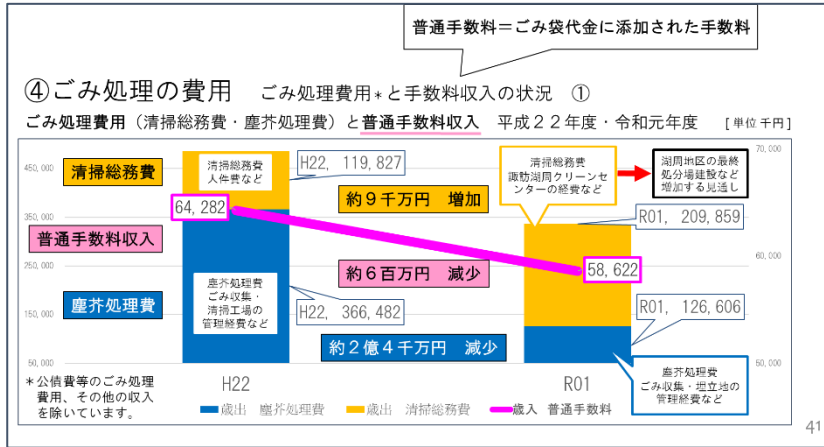 普通手数料＝ごみ袋代金に添加された手数料
④ごみ処理の費用　ごみ処理費用*と手数料収入の状況　①
ごみ処理費用（清掃総務費・塵芥処理費）と普通手数料収入　平成２２年度・令和元年度　［単位千円］
450,000
350,000
250,000
150,000
50,000
清掃総務費
普通手数料収入
塵芥処理費
清掃総務費
人件費など
H22, 119,827
64,282
塵芥処理費
ごみ収集・
清掃工場の
管理経費など
H22, 366,482
約９千万円　増加
約６百万円　減少
約２億４千万円　減少
清掃総務費
諏訪湖周クリーンセ
ンターの経費など
湖周地区の最終
処分場建設など
増加する見通し
R01, 209,859
58,622
R01, 126,606
塵芥処理費
ごみ収集・埋立地の
管理経費など
70,000
60,000
50,000
H22
R01
＊公債費等のごみ処理
費用、その他の収入
を除いています。
歳出　塵芥処理費
歳出　清掃総務費
歳入　普通手数料
41